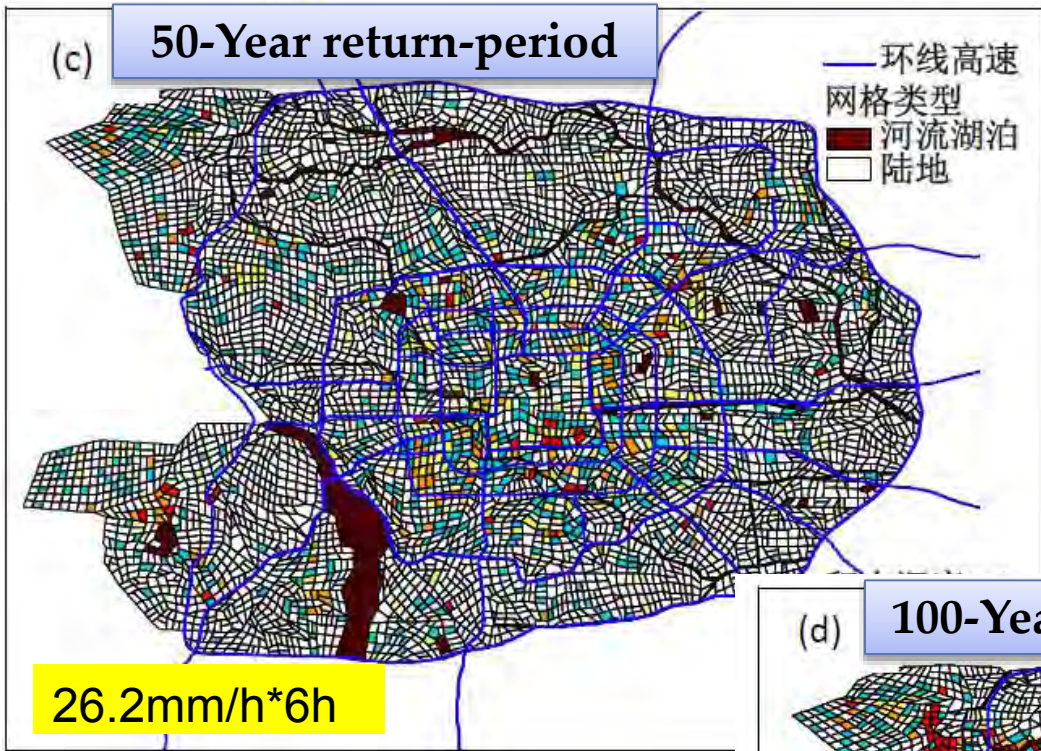 (c)
50-Year return-period
环线高速
网格类型
河流湖泊
陆地
26.2mm/h*6h
(d)
100-Yea